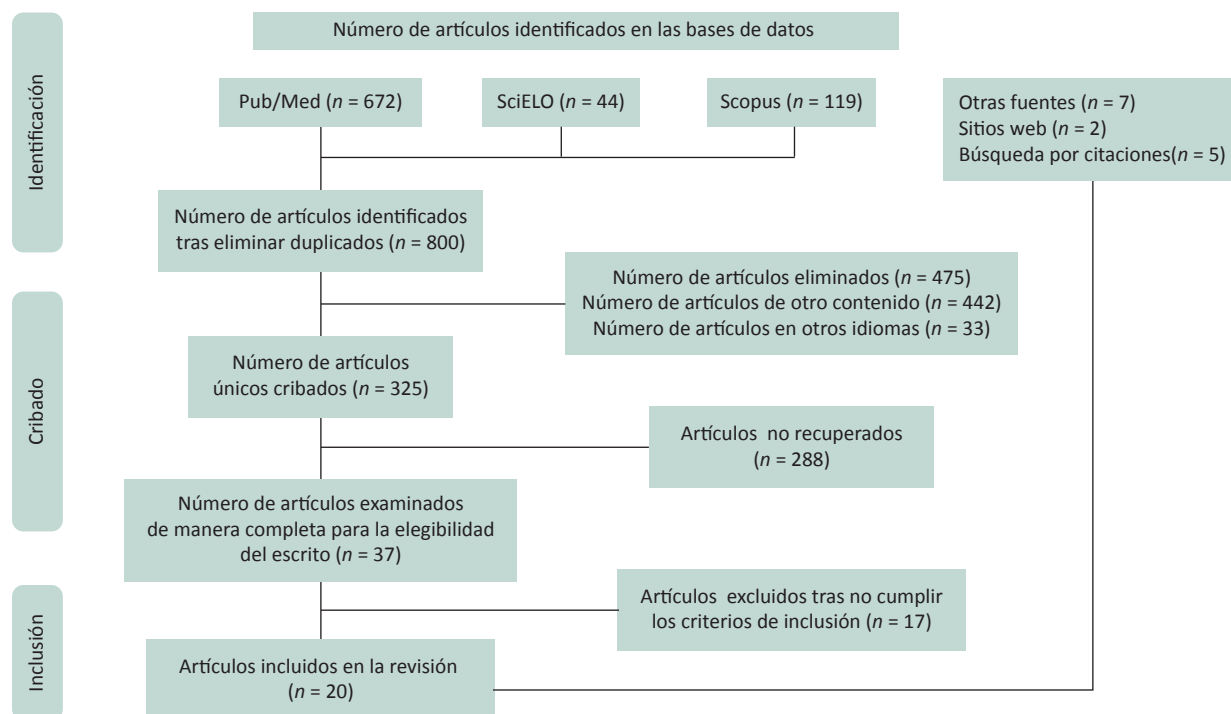 Identificación
Número de artículos identificados en las bases de datos
Pub/Med (n = 672)
SciELO (n = 44)
Scopus (n = 119)
Otras fuentes (n = 7)
Sitios web (n = 2)
Búsqueda por citaciones(n = 5)
Número de artículos identificados
tras eliminar duplicados (n = 800)
Cribado
Número de artículos eliminados (n = 475)
Número de artículos de otro contenido (n = 442)
Número de artículos en otros idiomas (n = 33)
Número de artículos
únicos cribados (n = 325)
Artículos no recuperados
(n = 288)
Número de artículos examinados
de manera completa para la elegibilidad
del escrito (n = 37)
Inclusión
Artículos excluidos tras no cumplir
los criterios de inclusión (n = 17)
Artículos incluidos en la revisión
(n = 20)